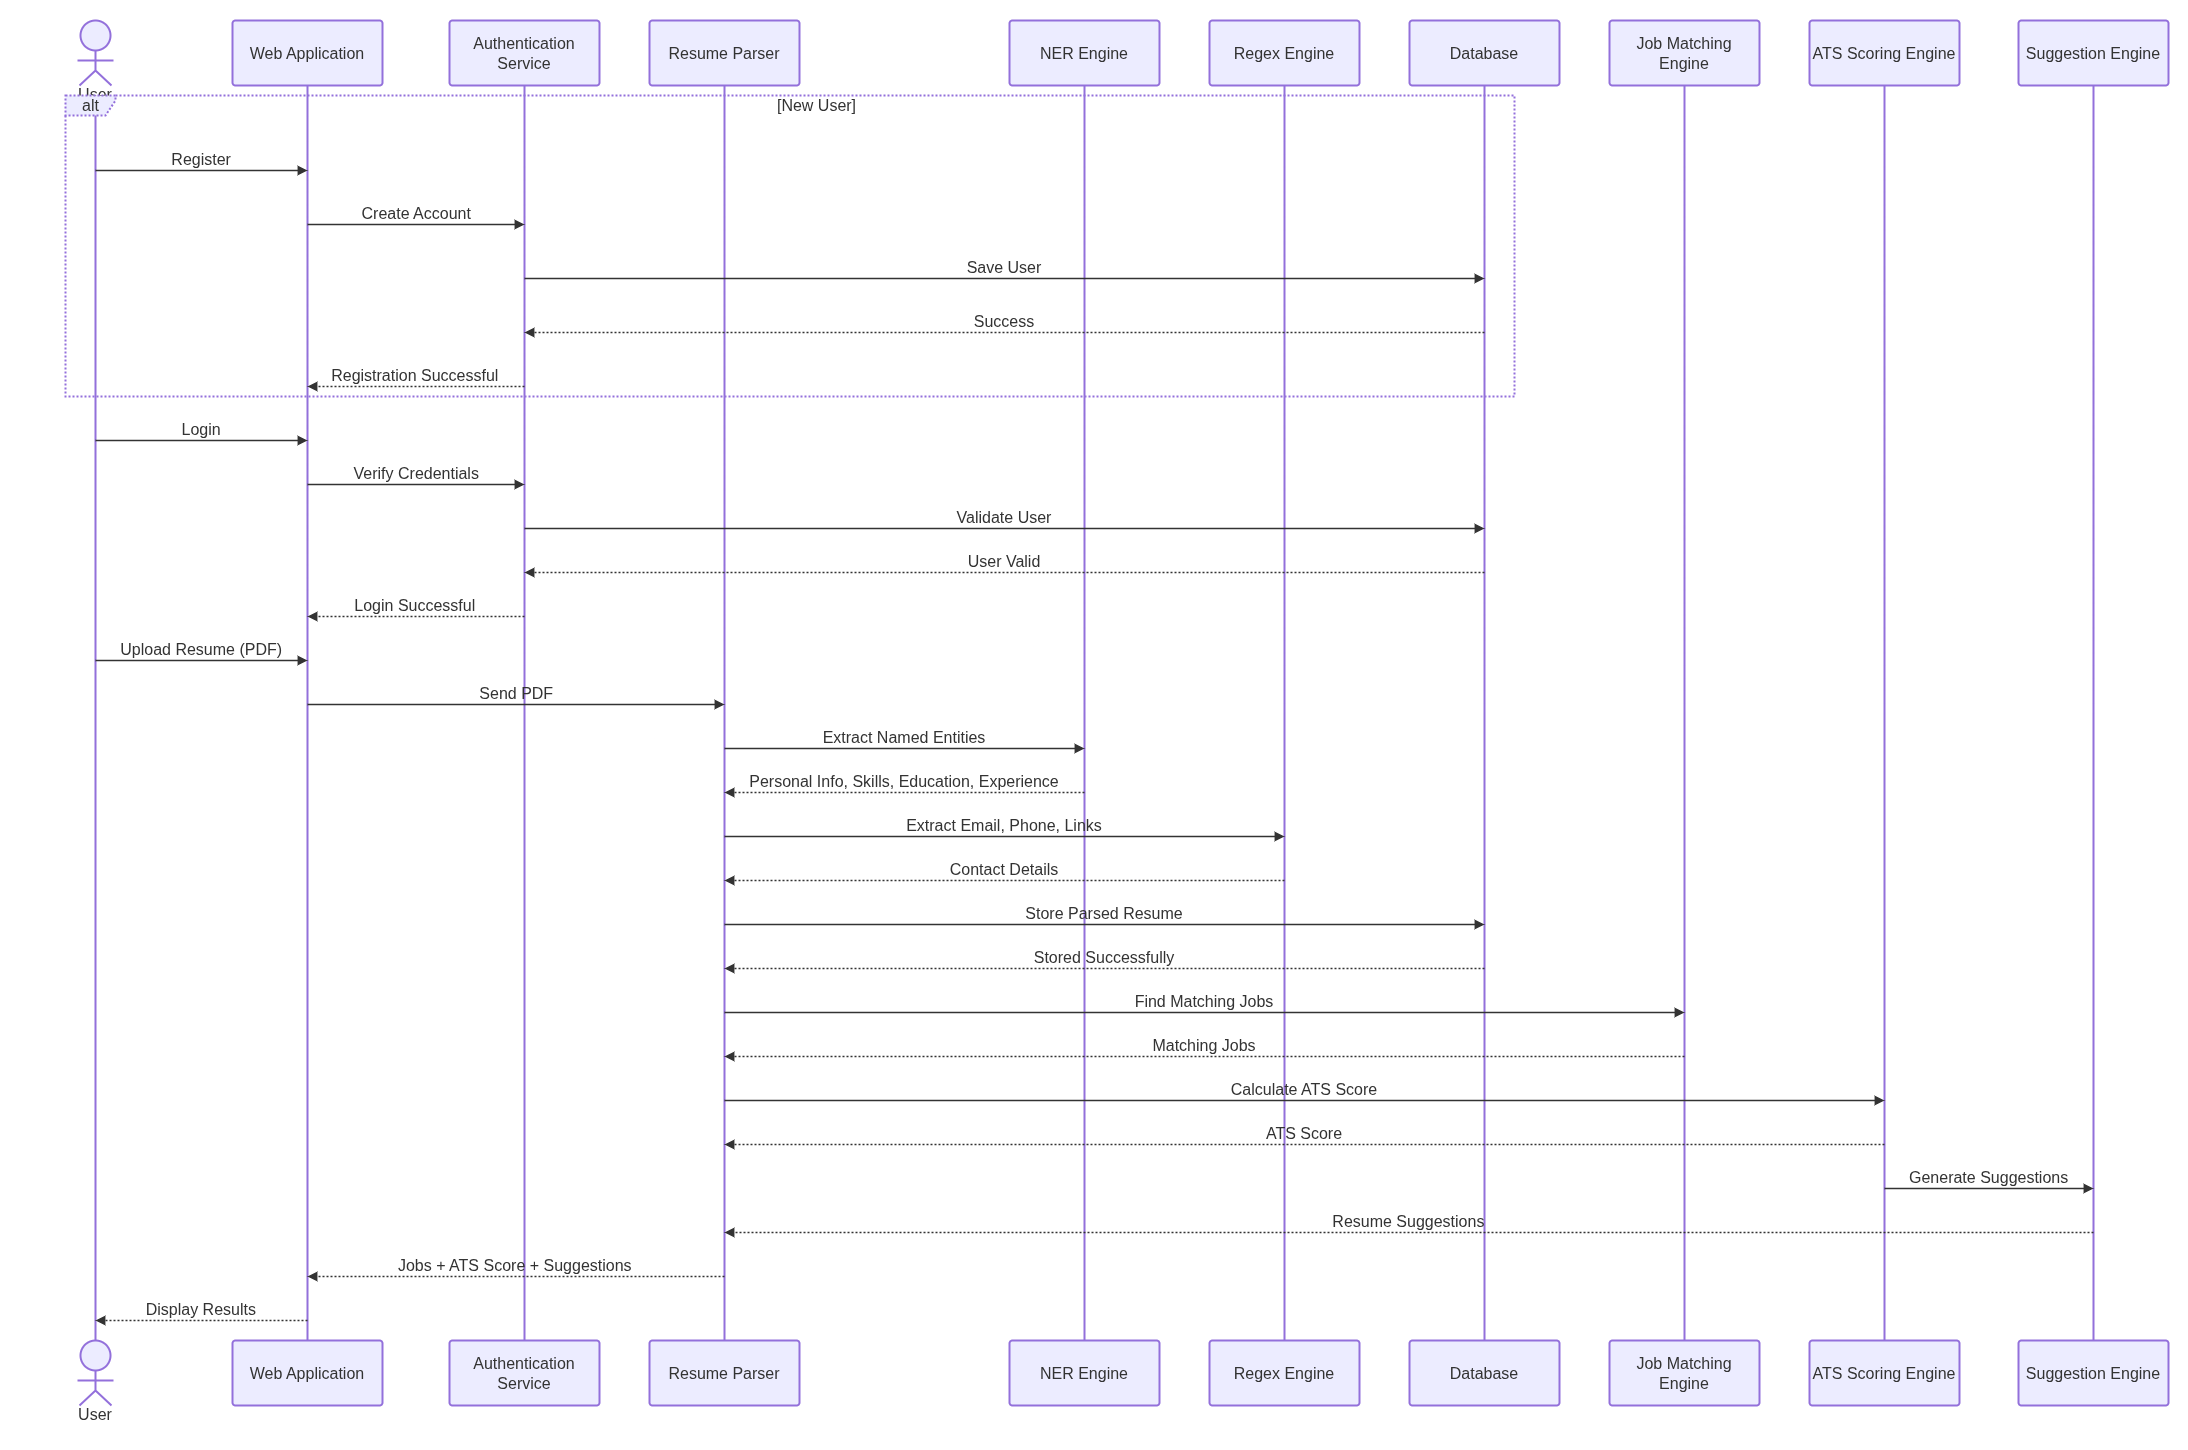 Web Application
Authentication
Service
Resume Parser
NER Engine
Regex Engine
Database
Job Matching
Engine
ATS Scoring Engine
Suggestion Engine
User
alt
[New User]
Register
Create Account
Save User
Success
Registration Successful
Login
Verify Credentials
Validate User
User Valid
Login Successful
Upload Resume (PDF)
Send PDF
Extract Named Entities
Personal Info, Skills, Education, Experience
Extract Email, Phone, Links
Contact Details
Store Parsed Resume
Stored Successfully
Find Matching Jobs
Matching Jobs
Calculate ATS Score
ATS Score
Generate Suggestions
Resume Suggestions
Jobs + ATS Score + Suggestions
Display Results
Web Application
Authentication
Service
Resume Parser
NER Engine
Regex Engine
Database
Job Matching
Engine
ATS Scoring Engine
Suggestion Engine
User